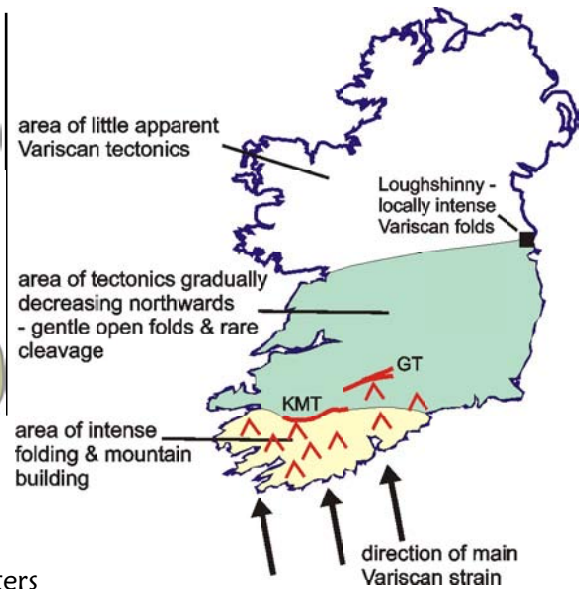 area of little apparent
Variscan tectonics
Loughshinny -
locally intense
Variscan folds
area of tectonics gradually
decreasing northwards
- gentle open folds & rare
cleavage
GT
KMT
area of intense
folding & mountain
building
direction of main
Variscan strain
ters